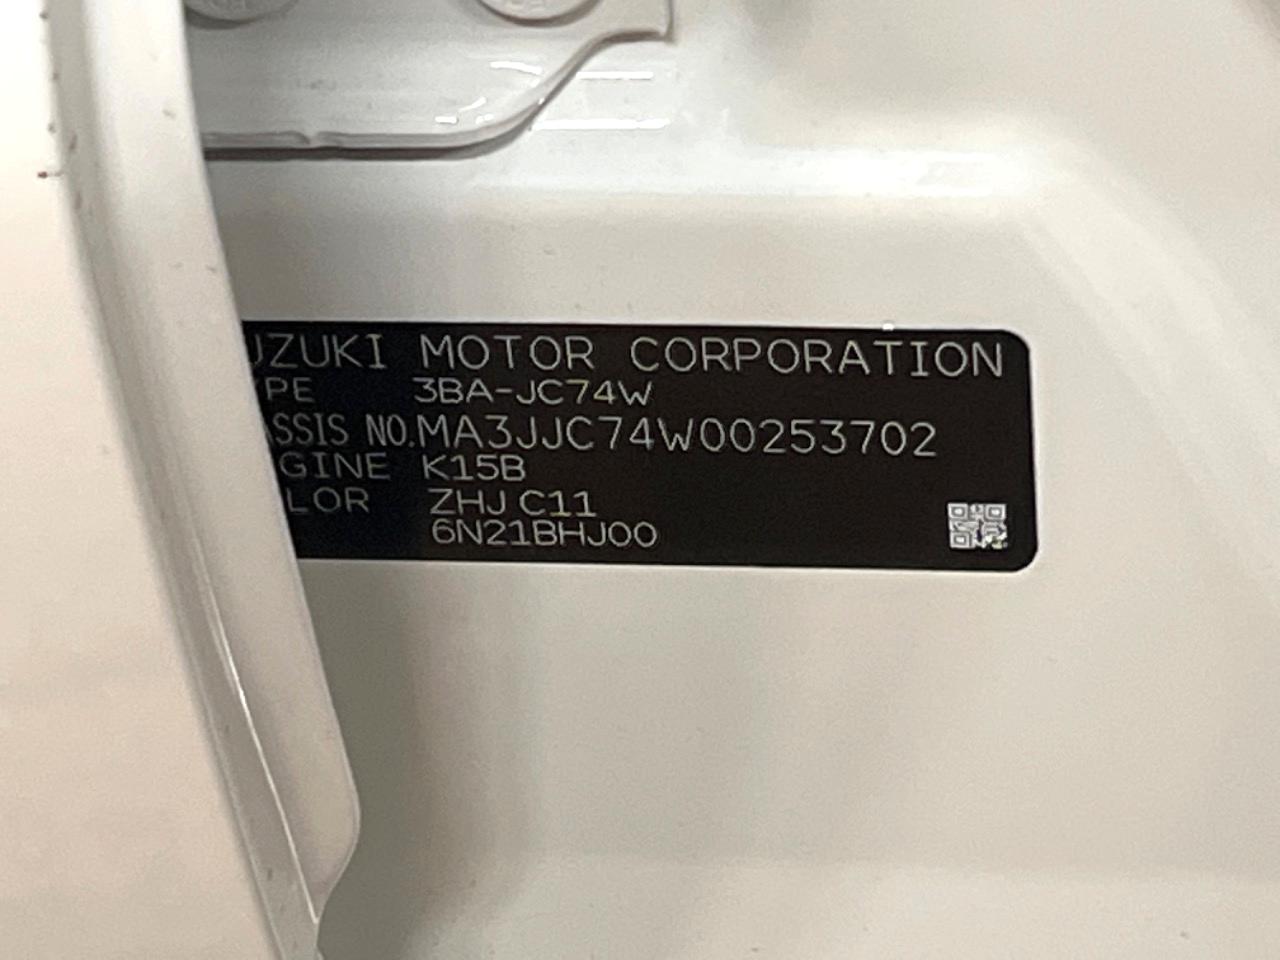 UZUKI MOTOR CORPORATION
YPE 3BA-JC74W
ASSIS NO. MA3JJC74W00253702
GINE K15B
LOR ZHJ C11
6N21BHJ00